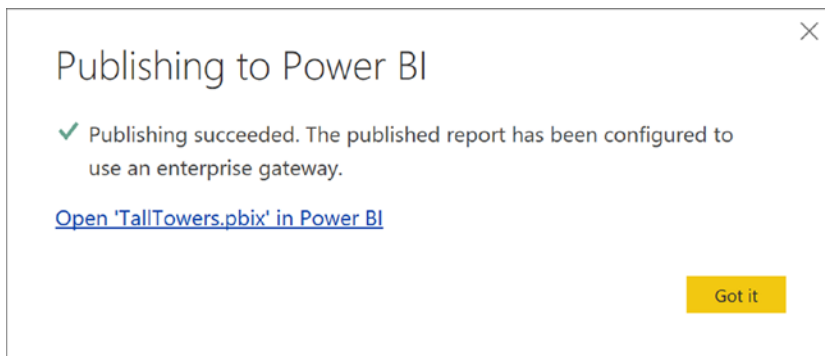 Publishing to Power BI
Publishing succeeded. The published report has been configured to
use an enterprise gateway.
Open 'TallTowers.pbix' in Power BI
Got it